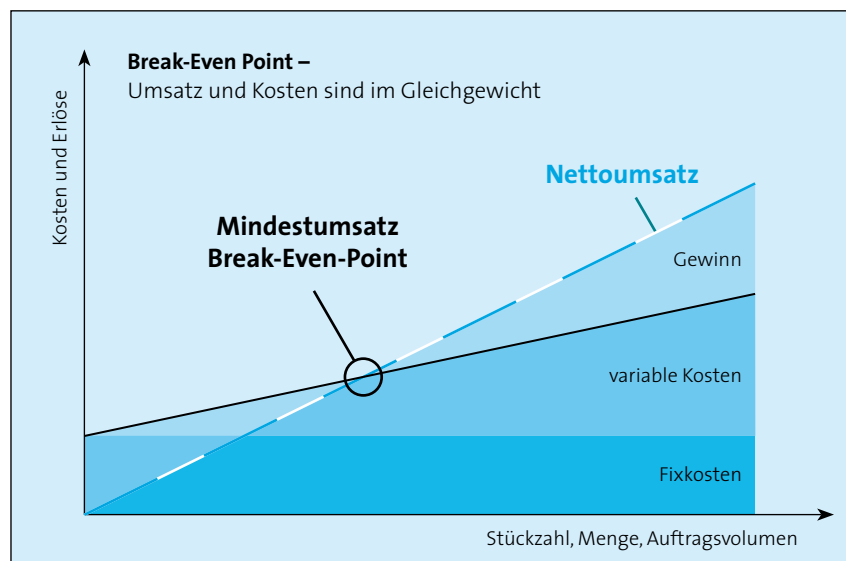 Break-Even Point –
Umsatz und Kosten sind im Gleichgewicht
Kosten und Erlöse
Nettoumsatz
Mindestumsatz
Break-Even-Point
Gewinn
variable Kosten
Fixkosten
Stückzahl, Menge, Auftragsvolumen